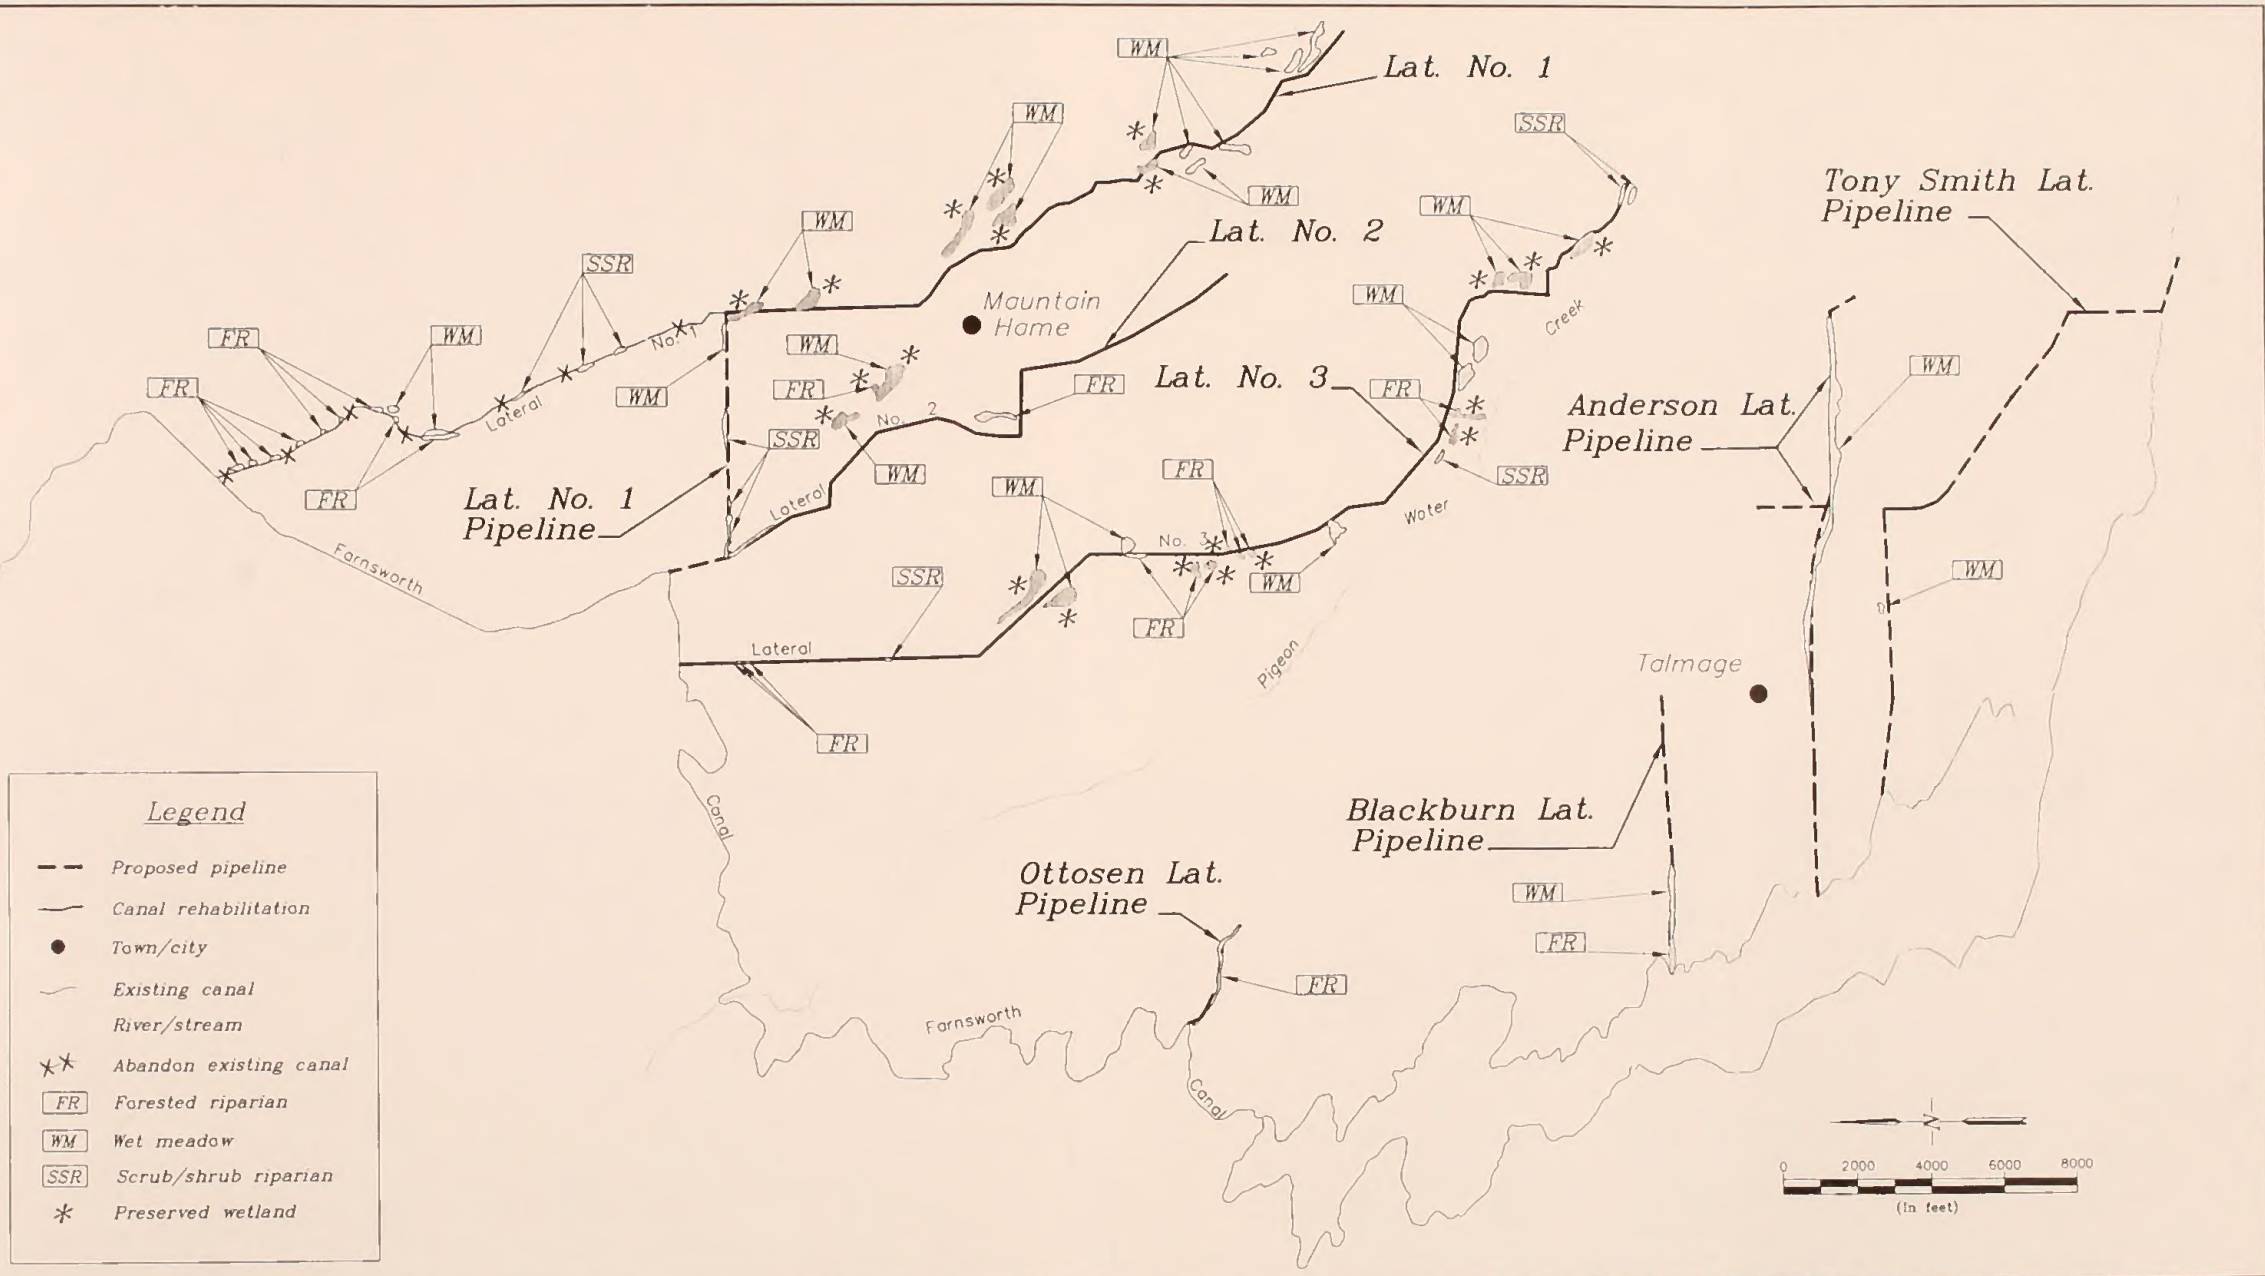 WM
Lat. No. 1
WM
SSR
Tony Smith Lat.
Pipeline
WM
WM
WM
Lat. No. 2
SSR
WM
Mountain
Home
Creek
FR
WM
No. 1
WM
FR
WM
FR
FR
Lat. No. 3
FR
WM
Lateral
No. 2
Anderson Lat.
Pipeline
SSR
WM
SSR
FR
Lat. No. 1
Pipeline
Lateral
WM
FR
Water
Farnsworth
No. 3
SSR
WM
WM
FR
Lateral
Pigeon
Talmage
FR
Canal
Blackburn Lat.
Pipeline
Ottosen Lat.
Pipeline
WM
FR
FR
Farnsworth
Canal
N
0 2000 4000 6000 8000
(In feet)
Legend
Proposed pipeline
Canal rehabilitation
Town/city
Existing canal
River/stream
Abandon existing canal
FR Forested riparian
WM Wet meadow
SSR Scrub/shrub riparian
Preserved wetland